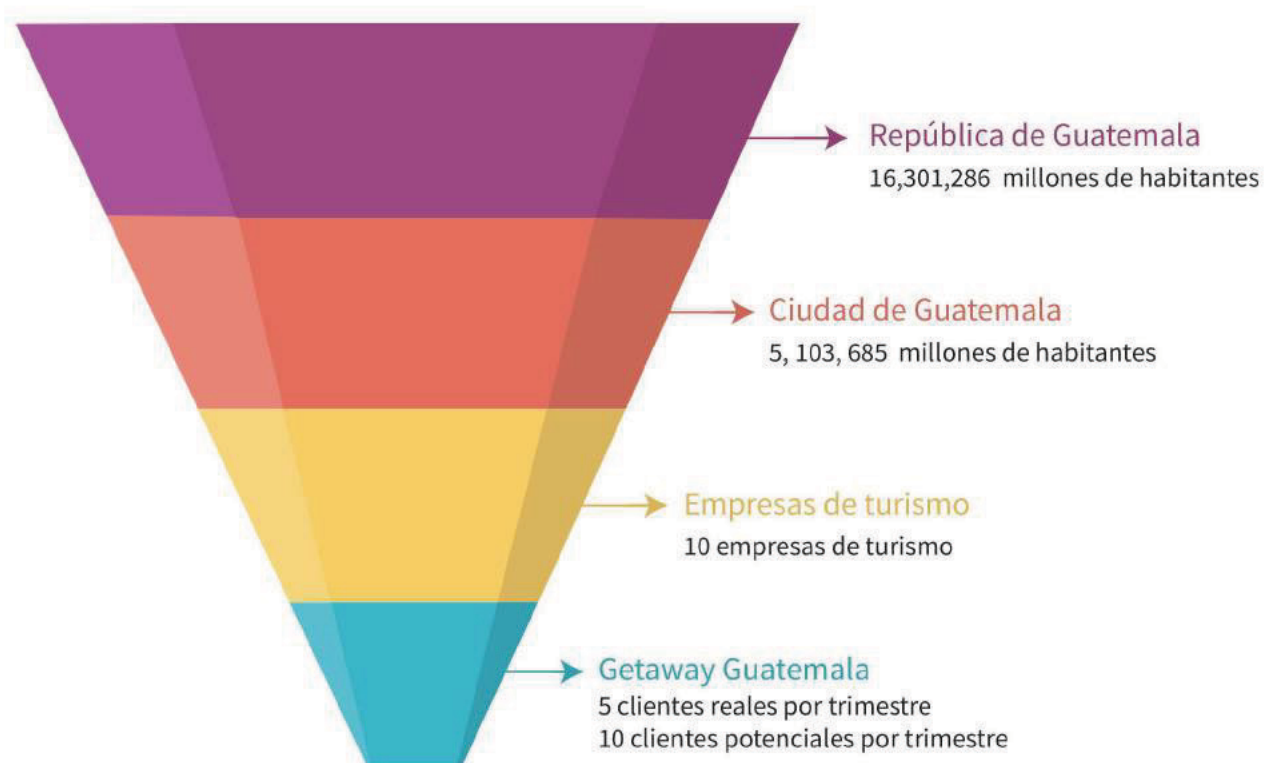 República de Guatemala
16,301,286 millones de habitantes
Ciudad de Guatemala
5, 103, 685 millones de habitantes
Empresas de turismo
10 empresas de turismo
Getaway Guatemala
5 clientes reales por trimestre
10 clientes potenciales por trimestre